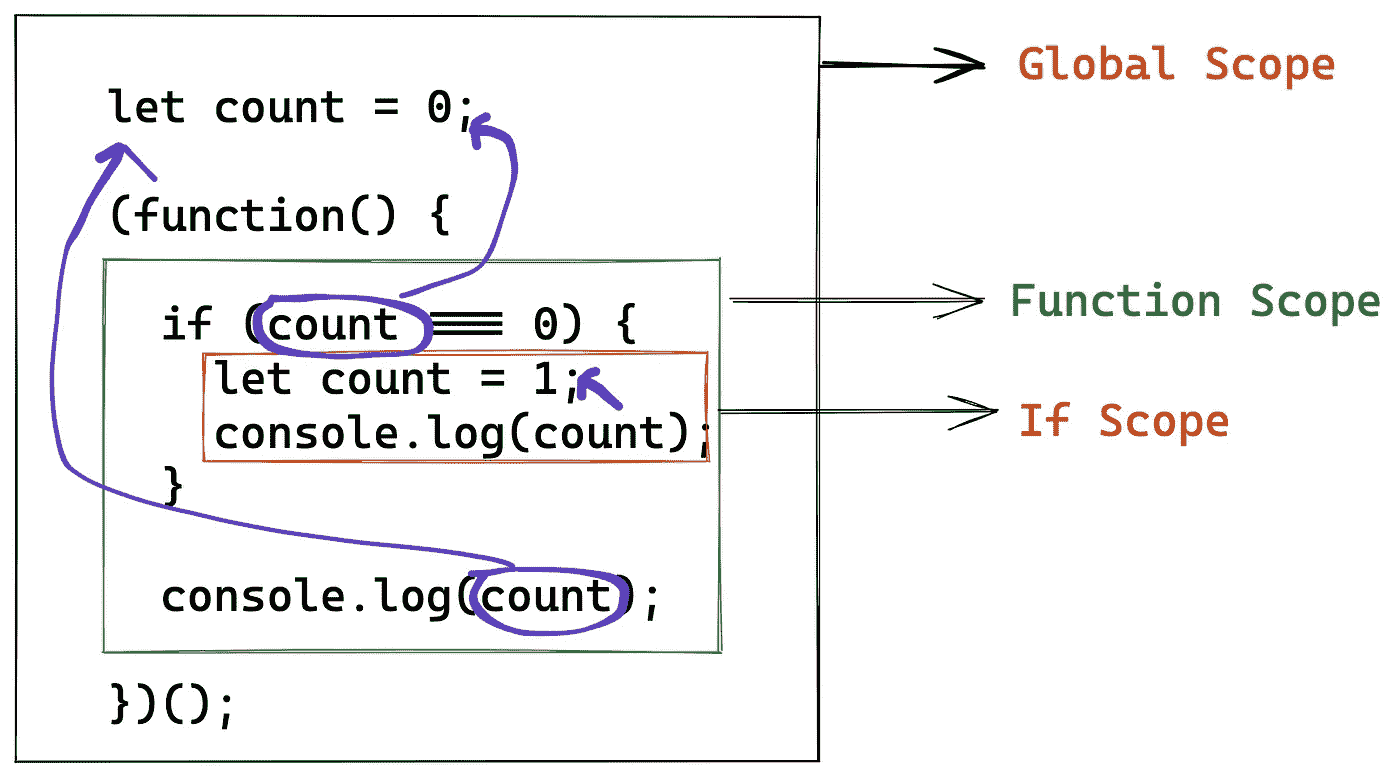 let count = 0;
(function() {
if (count === 0) {
let count = 1;
console.log(count);
}
console.log(count);
})();
Global Scope
Function Scope
If Scope